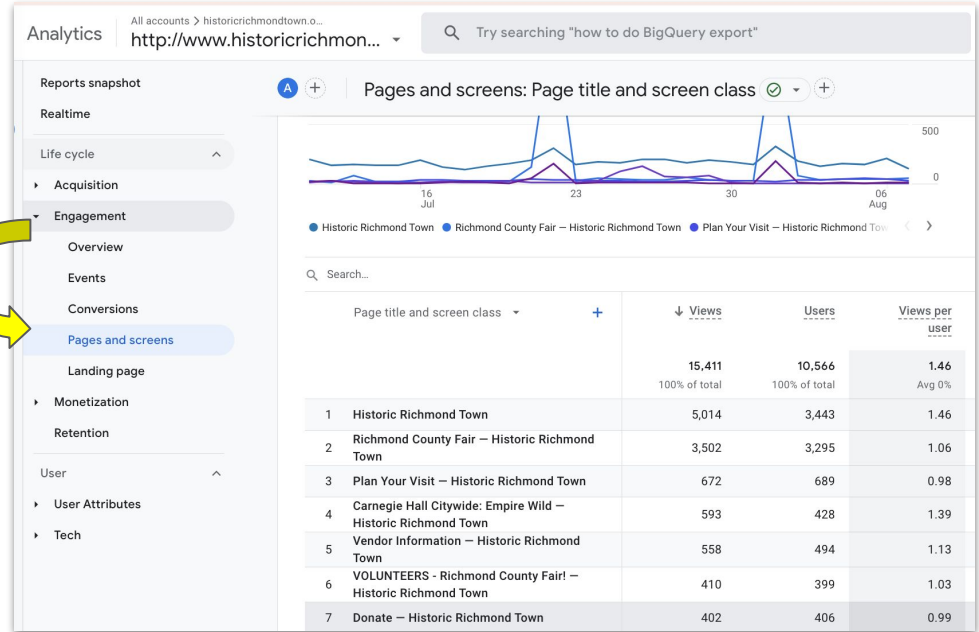 Analytics
All accounts > historicrichmondtown.o...
http://www.historicrichmon...
Try searching "how to do BigQuery export"
Reports snapshot
Realtime
Life cycle
Acquisition
Engagement
Overview
Events
Conversions
Pages and screens
Landing page
Monetization
Retention
User
User Attributes
Tech
A
Pages and screens: Page title and screen class
500
0
16
Jul
23
30
06
Aug
Historic Richmond Town
Richmond County Fair – Historic Richmond Town
Plan Your Visit – Historic Richmond Tow
Search...
Page title and screen class
+
↓ Views
Users
Views per
user
15,411
10,566
1.46
100% of total
100% of total
Avg 0%
1 Historic Richmond Town 5,014 3,443 1.46
2 Richmond County Fair – Historic Richmond
Town 3,502 3,295 1.06
3 Plan Your Visit – Historic Richmond Town 672 689 0.98
4 Carnegie Hall Citywide: Empire Wild –
Historic Richmond Town 593 428 1.39
5 Vendor Information – Historic Richmond
Town 558 494 1.13
6 VOLUNTEERS - Richmond County Fair! –
Historic Richmond Town 410 399 1.03
7 Donate – Historic Richmond Town 402 406 0.99